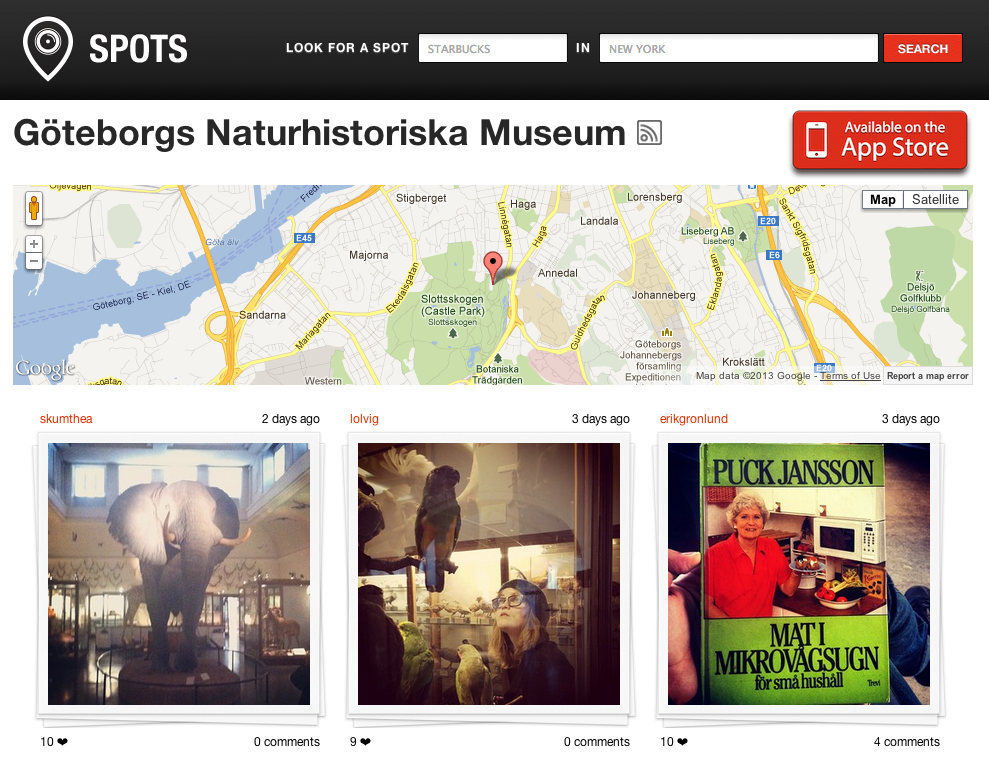 SPOTS
LOOK FOR A SPOT
STARBUCKS
IN
NEW YORK
SEARCH
Göteborgs Naturhistoriska Museum
Available on the
App Store
Map
Satellite
Stigberget
Lorensberg
Haga
Linnégatan
Göta älv
E45
Haga
Landala
Liseberg AB
Liseberg
E20
Sankt Sigfridsgatan
E6
Majorna
Annedal
Ekedalsgatan
Göteborg, SE - Kiel, DE
Slottsskogen
(Castle Park)
Slottsskogen
Johanneberg
Eklandagatan
Delsjö
Golfklubb
Delsjö Golfbana
Sandarna
Mariagatan
Guldhedsgatan
Göteborgs
Johannebergs
församling
Expeditionen
Krokslätt
E20
Botaniska
Trädgården
Western
Google
Map data ©2013 Google - Terms of Use
Report a map error
skumthea
2 days ago
lolvig
3 days ago
erikgronlund
3 days ago
PUCK JANSSON
MAT I
MIKROVÅGSUGN
för små hushåll
Trevi
10 ❤
0 comments
9 ❤
0 comments
10 ❤
4 comments